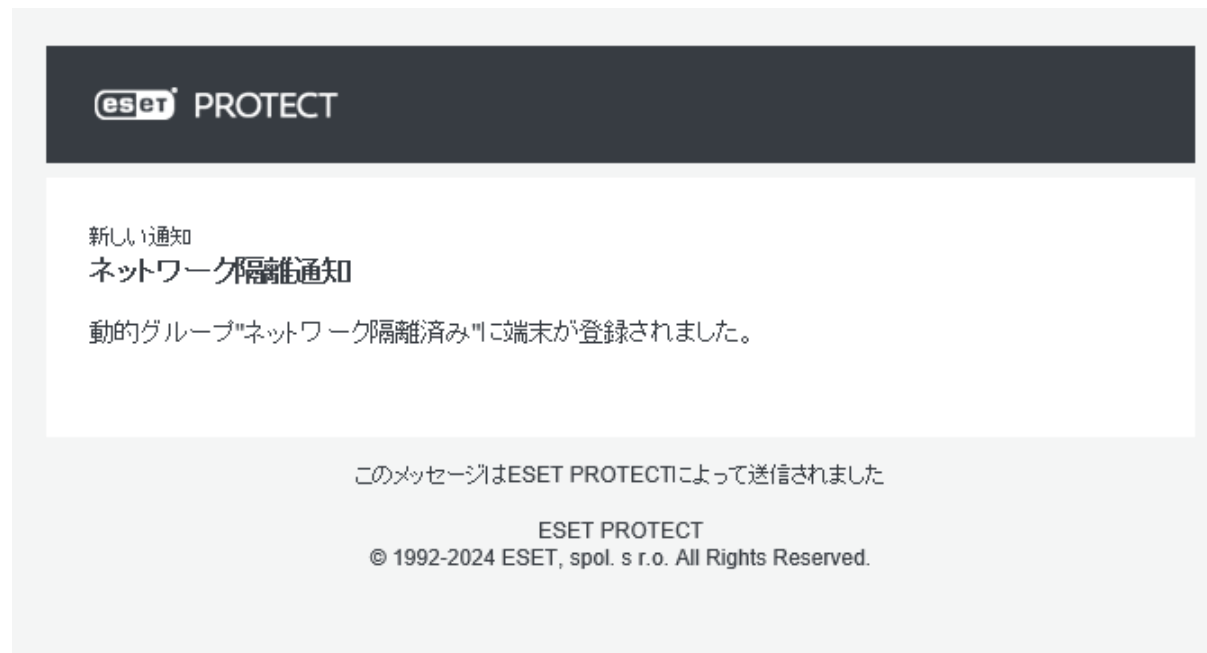 eset PROTECT
新しい通知
ネットワーク隔離通知
動的グループ"ネットワーク隔離済み"に端末が登録されました。
このメッセージはESET PROTECTによって送信されました
ESET PROTECT
© 1992-2024 ESET, spol. s r.o. All Rights Reserved.